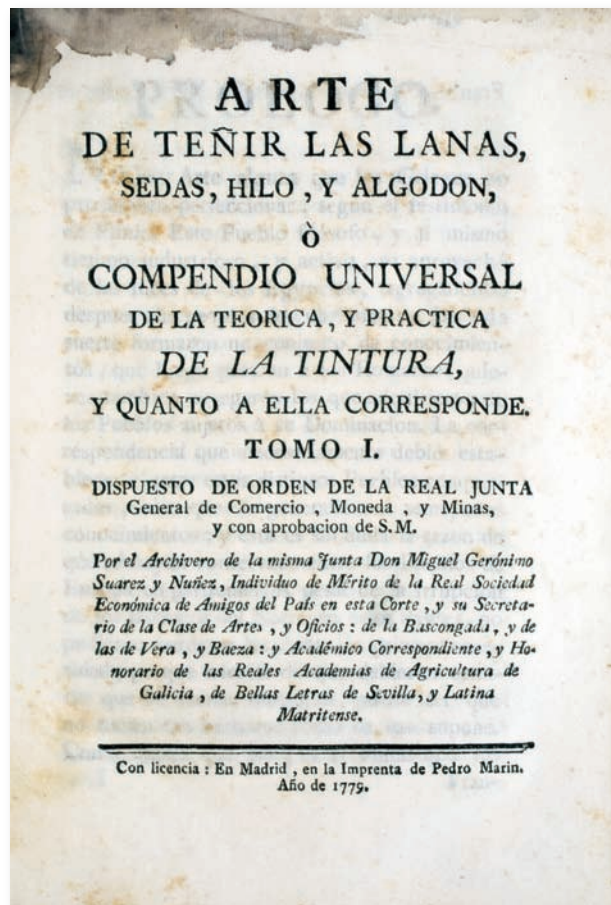 ARTE
DE TEÑIR LAS LANAS,
SEDAS, HILO, Y ALGODON,
Ò
COMPENDIO UNIVERSAL
DE LA TEORICA, Y PRACTICA
DE LA TINTURA,
Y QUANTO A ELLA CORRESPONDE.
TOMO I.
DISPUESTO DE ORDEN DE LA REAL JUNTA
General de Comercio, Moneda, y Minas,
y con aprobacion de S. M.
Por el Archivero de la misma Junta Don Miguel Gerónimo
Suarez y Nuñez, Individuo de Mérito de la Real Sociedad
Económica de Amigos del País en esta Corte, y su Secreta-
rio de la Clase de Artes, y Oficios: de la Bascongada, y de
las de Vera, y Baeza: y Académico Correspondiente, y Ho-
norario de las Reales Academias de Agricultura de
Galicia, de Bellas Letras de Sevilla, y Latina
Matritense.
Con licencia: En Madrid, en la Imprenta de Pedro Marin.
Año de 1779.